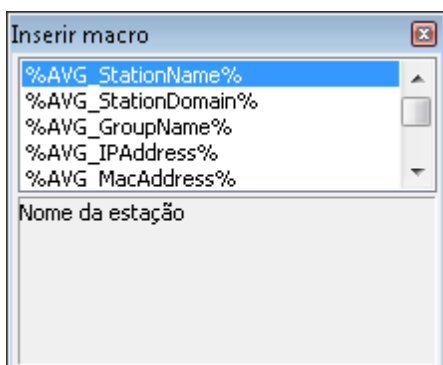 Inserir macro
%AVG_StationName%
%AVG_StationDomain%
%AVG_GroupName%
%AVG_IPAddress%
%AVG_MacAddress%
Nome da estação